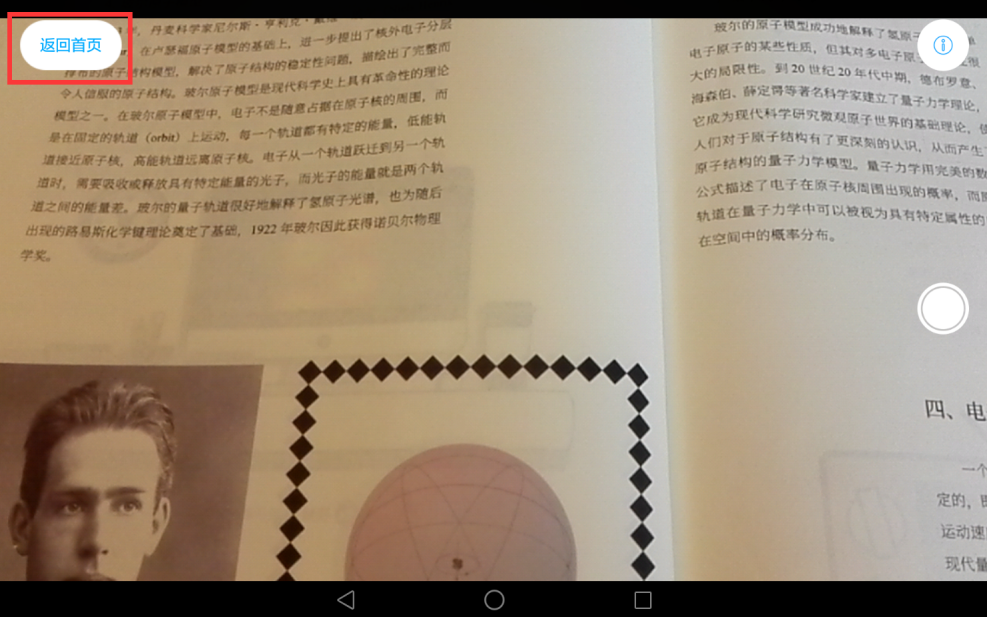 返回首页
丹麦科学家尼尔斯·亨利克·戴维
在卢瑟福原子模型的基础上，进一步提出了核外电子分层
排布的原子结构模型，解决了原子结构的稳定性问题，描绘出了完整而
令人信服的原子结构。玻尔原子模型是现代科学史上具有革命性的理论
模型之一。在玻尔原子模型中，电子不是随意占据在原子核的周围，而
是在固定的轨道（orbit）上运动，每一个轨道都有特定的能量，低能轨
道接近原子核，高能轨道远离原子核。电子从一个轨道跃迁到另一个轨
道时，需要吸收或释放具有特定能量的光子，而光子的能量就是两个轨
道之间的能量差。玻尔的量子轨道很好地解释了氢原子光谱，也为随后
出现的路易斯化学键理论奠定了基础，1922 年玻尔因此获得诺贝尔物理
学奖。
玻尔的原子模型成功地解释了氢原子
电子原子的某些性质，但其对多电子原
很
大的局限性。到 20 世纪 20 年代中期，德布罗意、
海森伯、薛定谔等著名科学家建立了量子力学理论，
它成为现代科学研究微观原子世界的基础理论，使
人们对于原子结构有了更深刻的认识，从而产生了
原子结构的量子力学模型。量子力学用完美的数
公式描述了电子在原子核周围出现的概率，而原
轨道在量子力学中可以被视为具有特定属性的
在空间中的概率分布。
四、电
一个
定的，
运动速
现代量